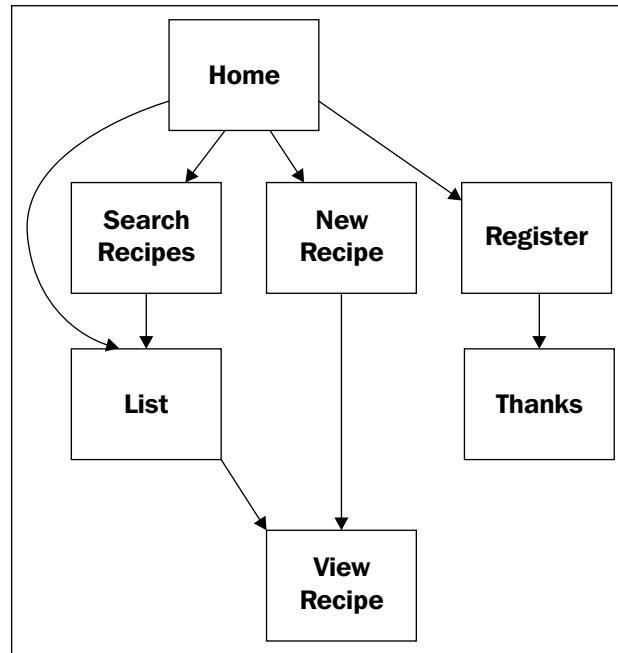 Home
Search
Recipes
New
Recipe
Register
List
Thanks
View
Recipe